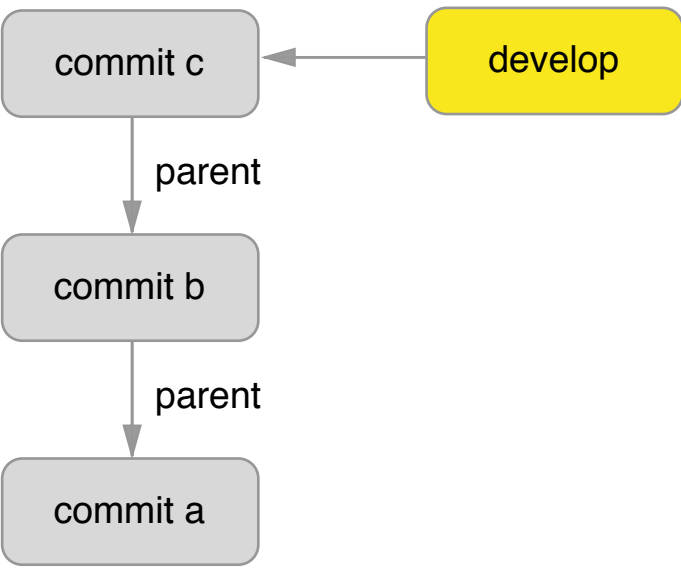 commit c
develop
parent
commit b
parent
commit a